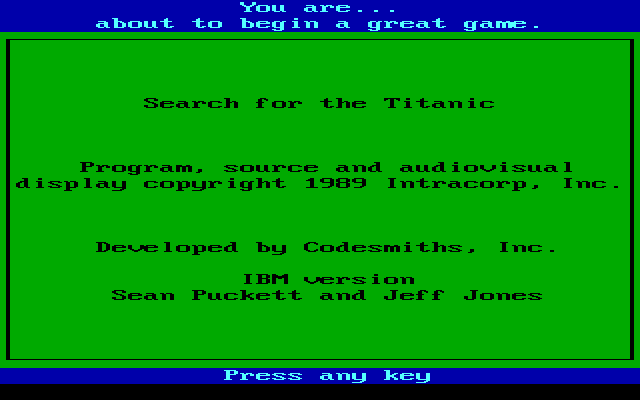 You are...
about to begin a great game.
Search for the Titanic
Program, source and audiovisual
display copyright 1989 Intracorp, Inc.
Developed by Codesmiths, Inc.
IBM version
Sean Puckett and Jeff Jones
Press any key